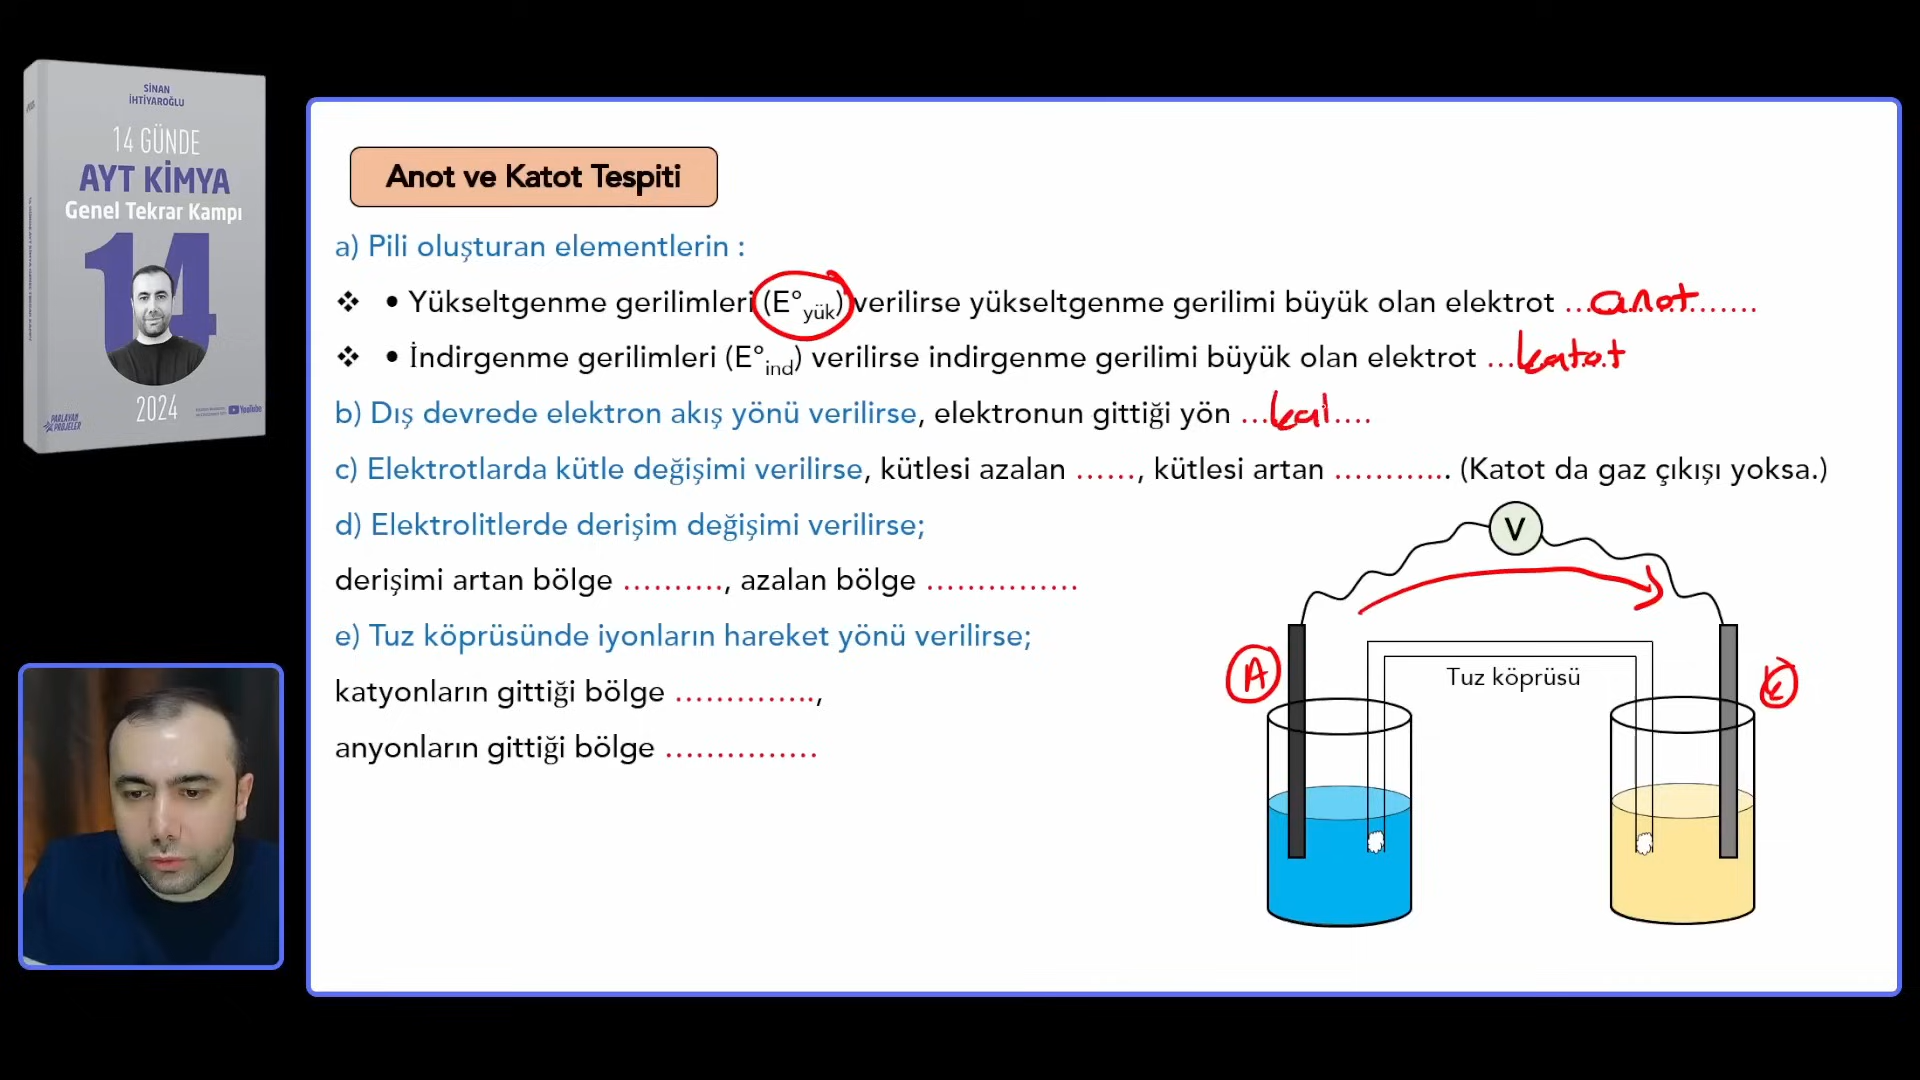 SİNAN
İHTİYAROĞLU
14 GÜNDE
AYT KİMYA
Genel Tekrar Kampı
14
2024
PARLAYAN
PROJELER
YouTube
Anot ve Katot Tespiti
a) Pili oluşturan elementlerin :
❖ • Yükseltgenme gerilimleri (E°yük) verilirse yükseltgenme gerilimi büyük olan elektrot ...anot.......
❖ • İndirgenme gerilimleri (E°ind) verilirse indirgenme gerilimi büyük olan elektrot ...katot
b) Dış devrede elektron akış yönü verilirse, elektronun gittiği yön ...kat....
c) Elektrotlarda kütle değişimi verilirse, kütlesi azalan ......, kütlesi artan ............ (Katot da gaz çıkışı yoksa.)
d) Elektrolitlerde derişim değişimi verilirse;
derişimi artan bölge .........., azalan bölge ...............
e) Tuz köprüsünde iyonların hareket yönü verilirse;
katyonların gittiği bölge ..............,
anyonların gittiği bölge ...............
V
A
K
Tuz köprüsü